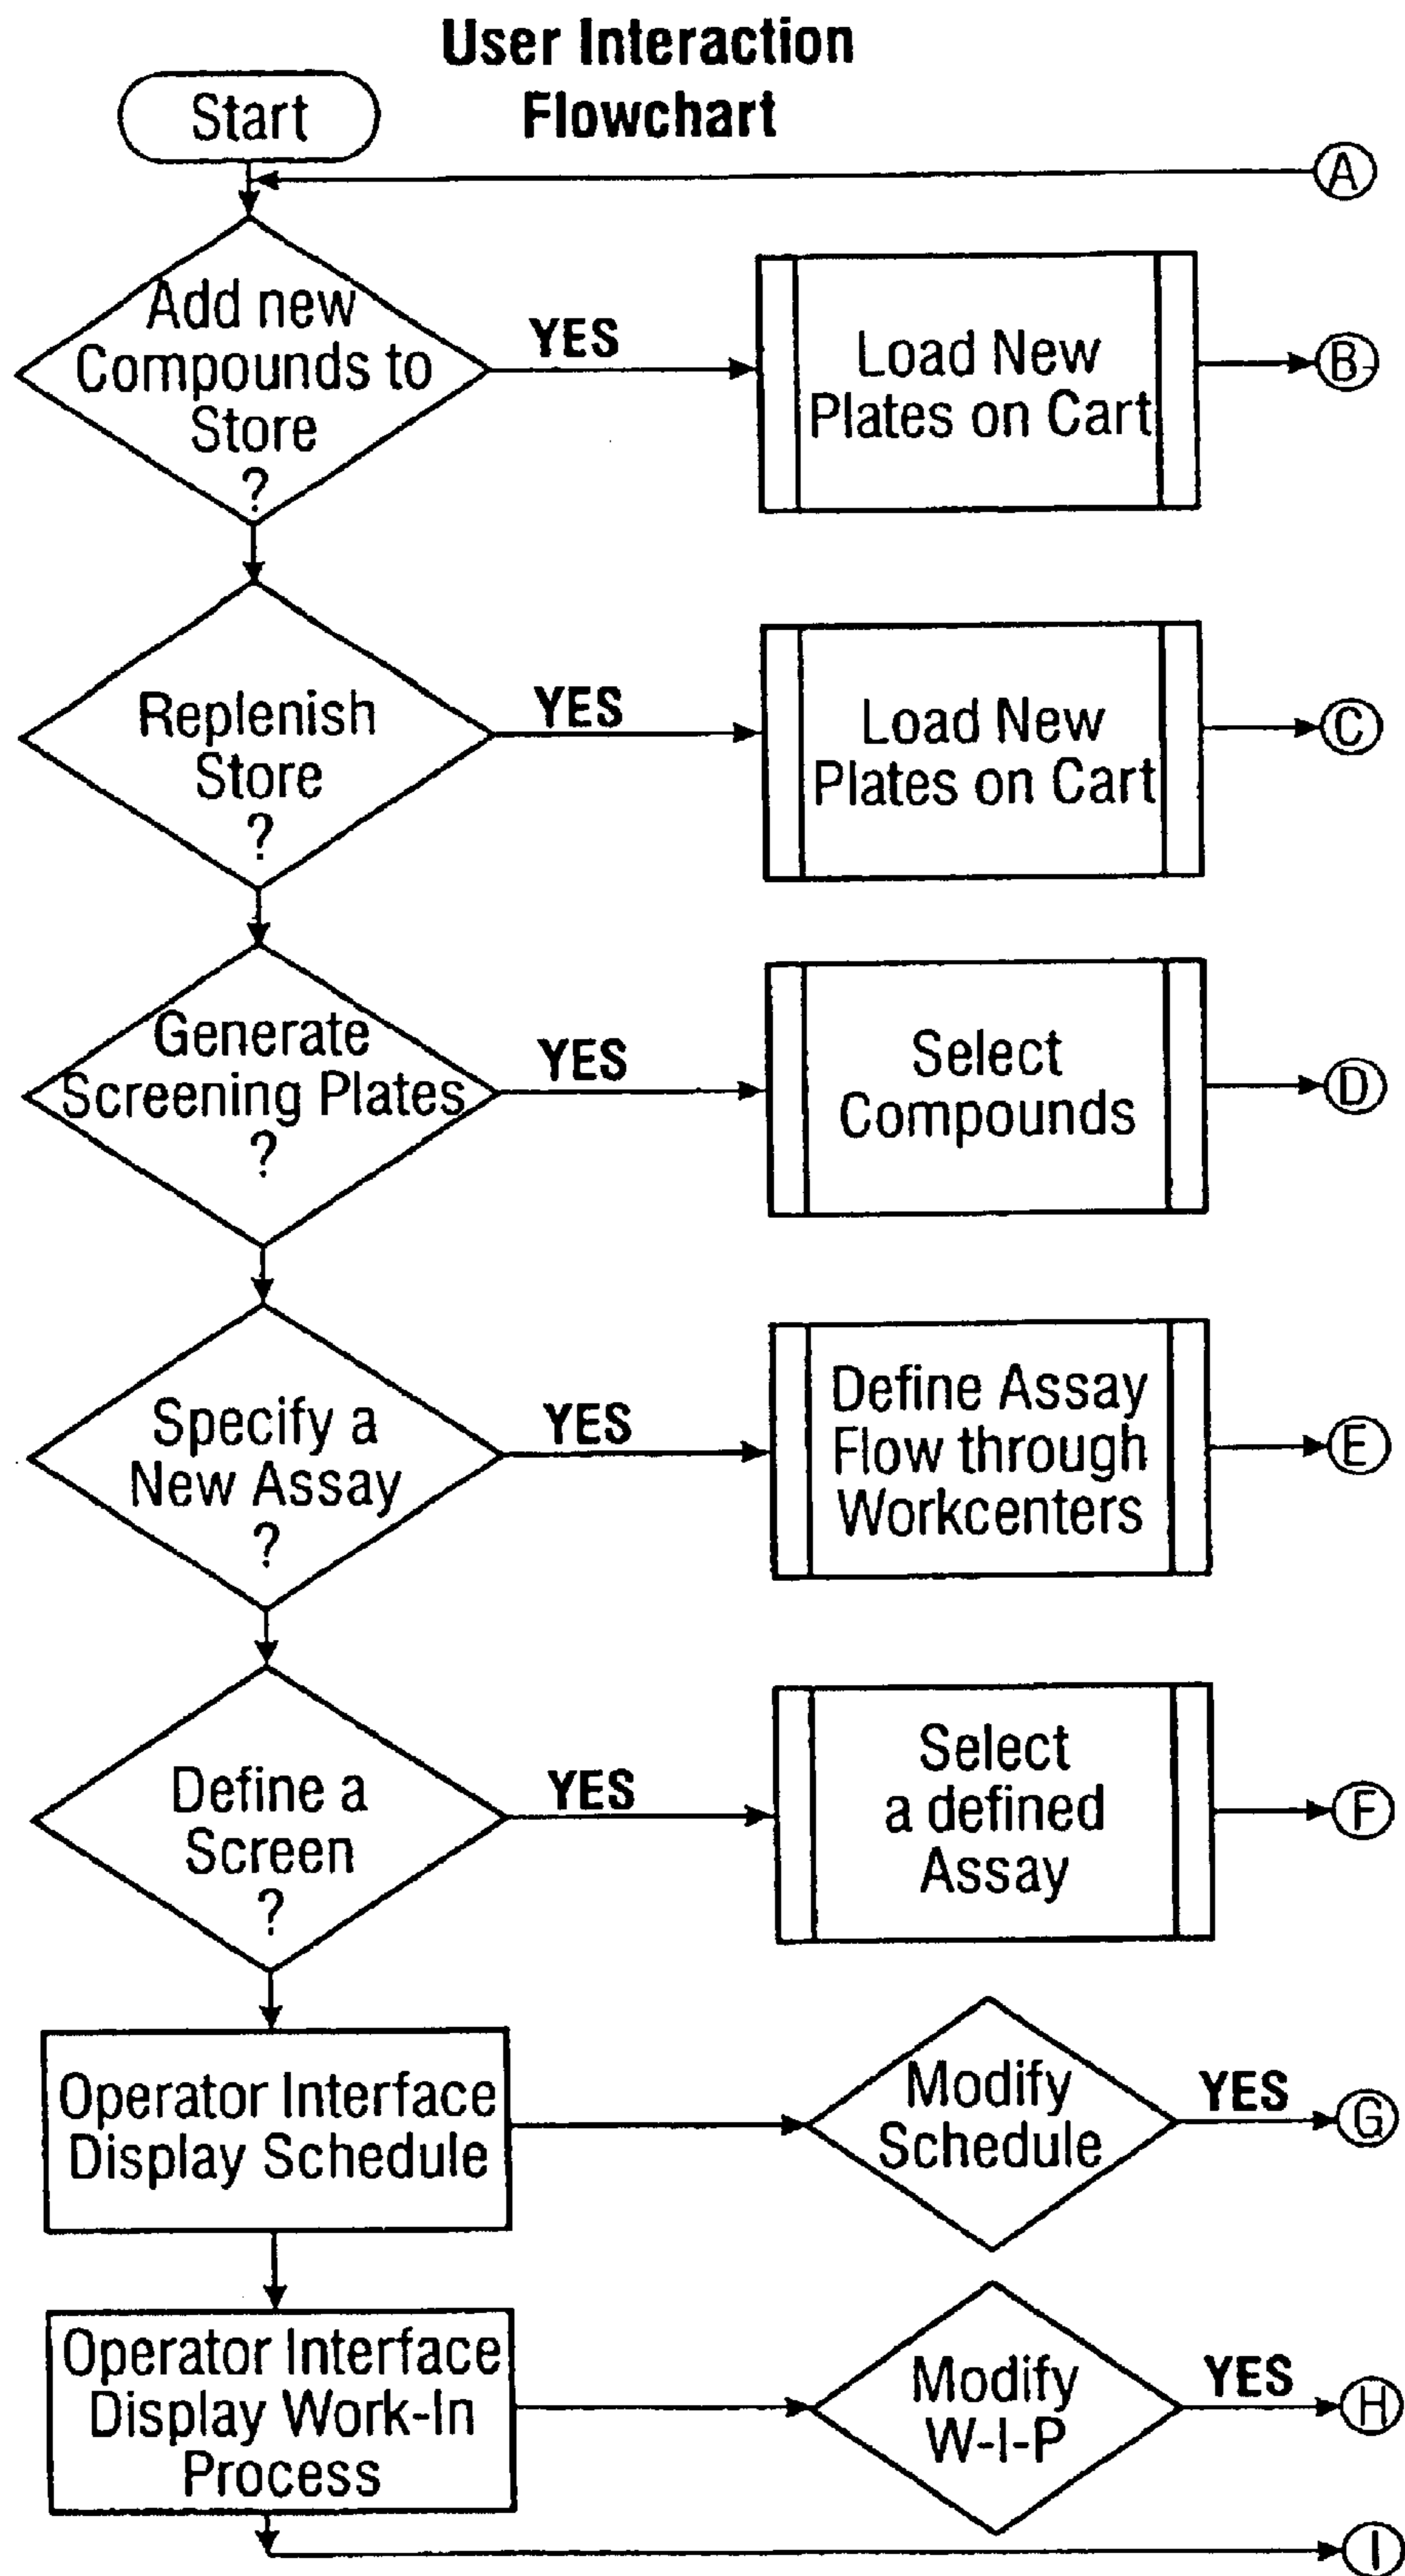 User Interaction
Flowchart
Start
A
Add new
Compounds to
Store
?
YES
Load New
Plates on Cart
B
Replenish
Store
?
YES
Load New
Plates on Cart
C
Generate
Screening Plates
?
YES
Select
Compounds
D
Specify a
New Assay
?
YES
Define Assay
Flow through
Workcenters
E
Define a
Screen
?
YES
Select
a defined
Assay
F
Operator Interface
Display Schedule
Modify
Schedule
YES
G
Operator Interface
Display Work-In
Process
Modify
W-I-P
YES
H
I